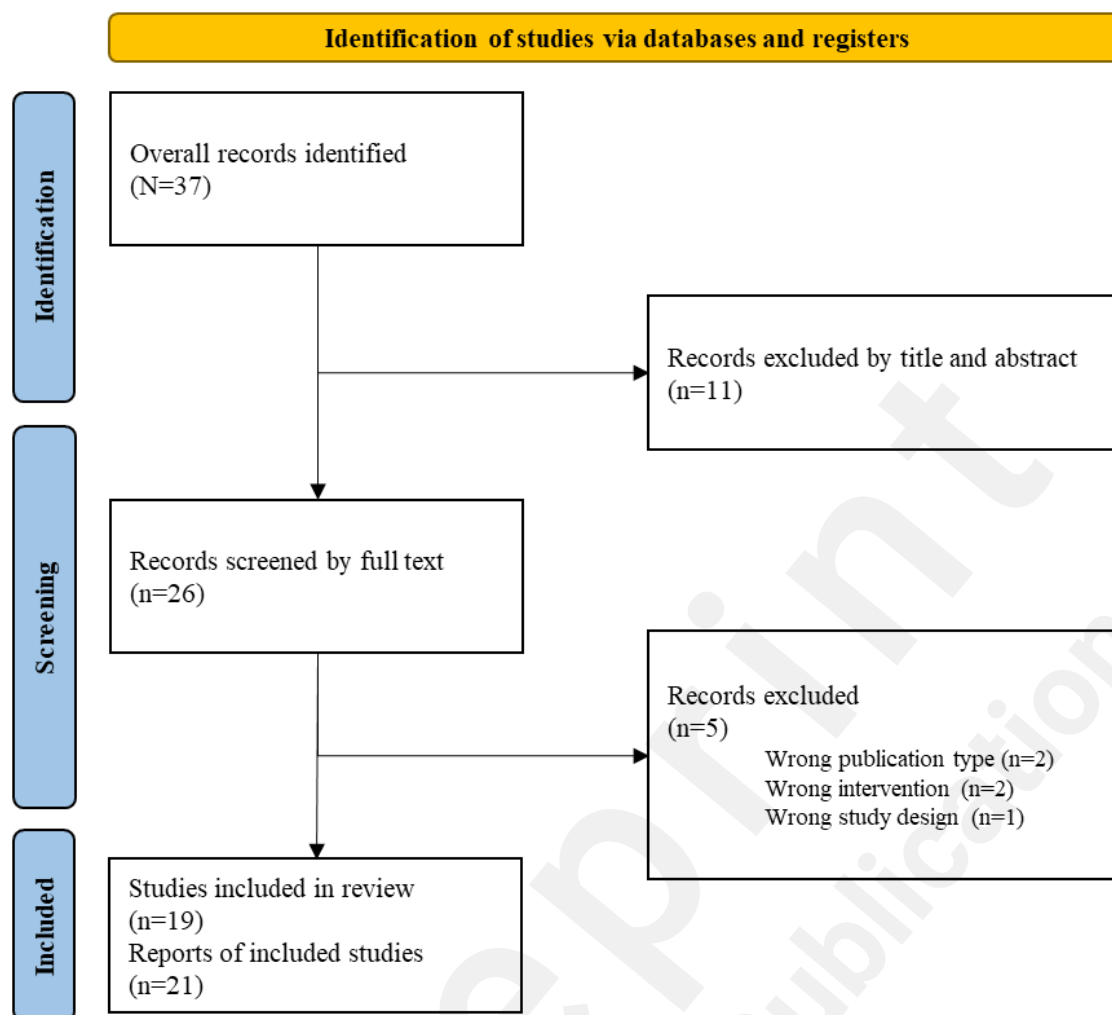 Identification of studies via databases and registers
Identification
Overall records identified
(N=37)
Records excluded by title and abstract
(n=11)
Screening
Records screened by full text
(n=26)
Records excluded
(n=5)
Wrong publication type (n=2)
Wrong intervention (n=2)
Wrong study design (n=1)
Included
Studies included in review
(n=19)
Reports of included studies
(n=21)
eprint
ublication